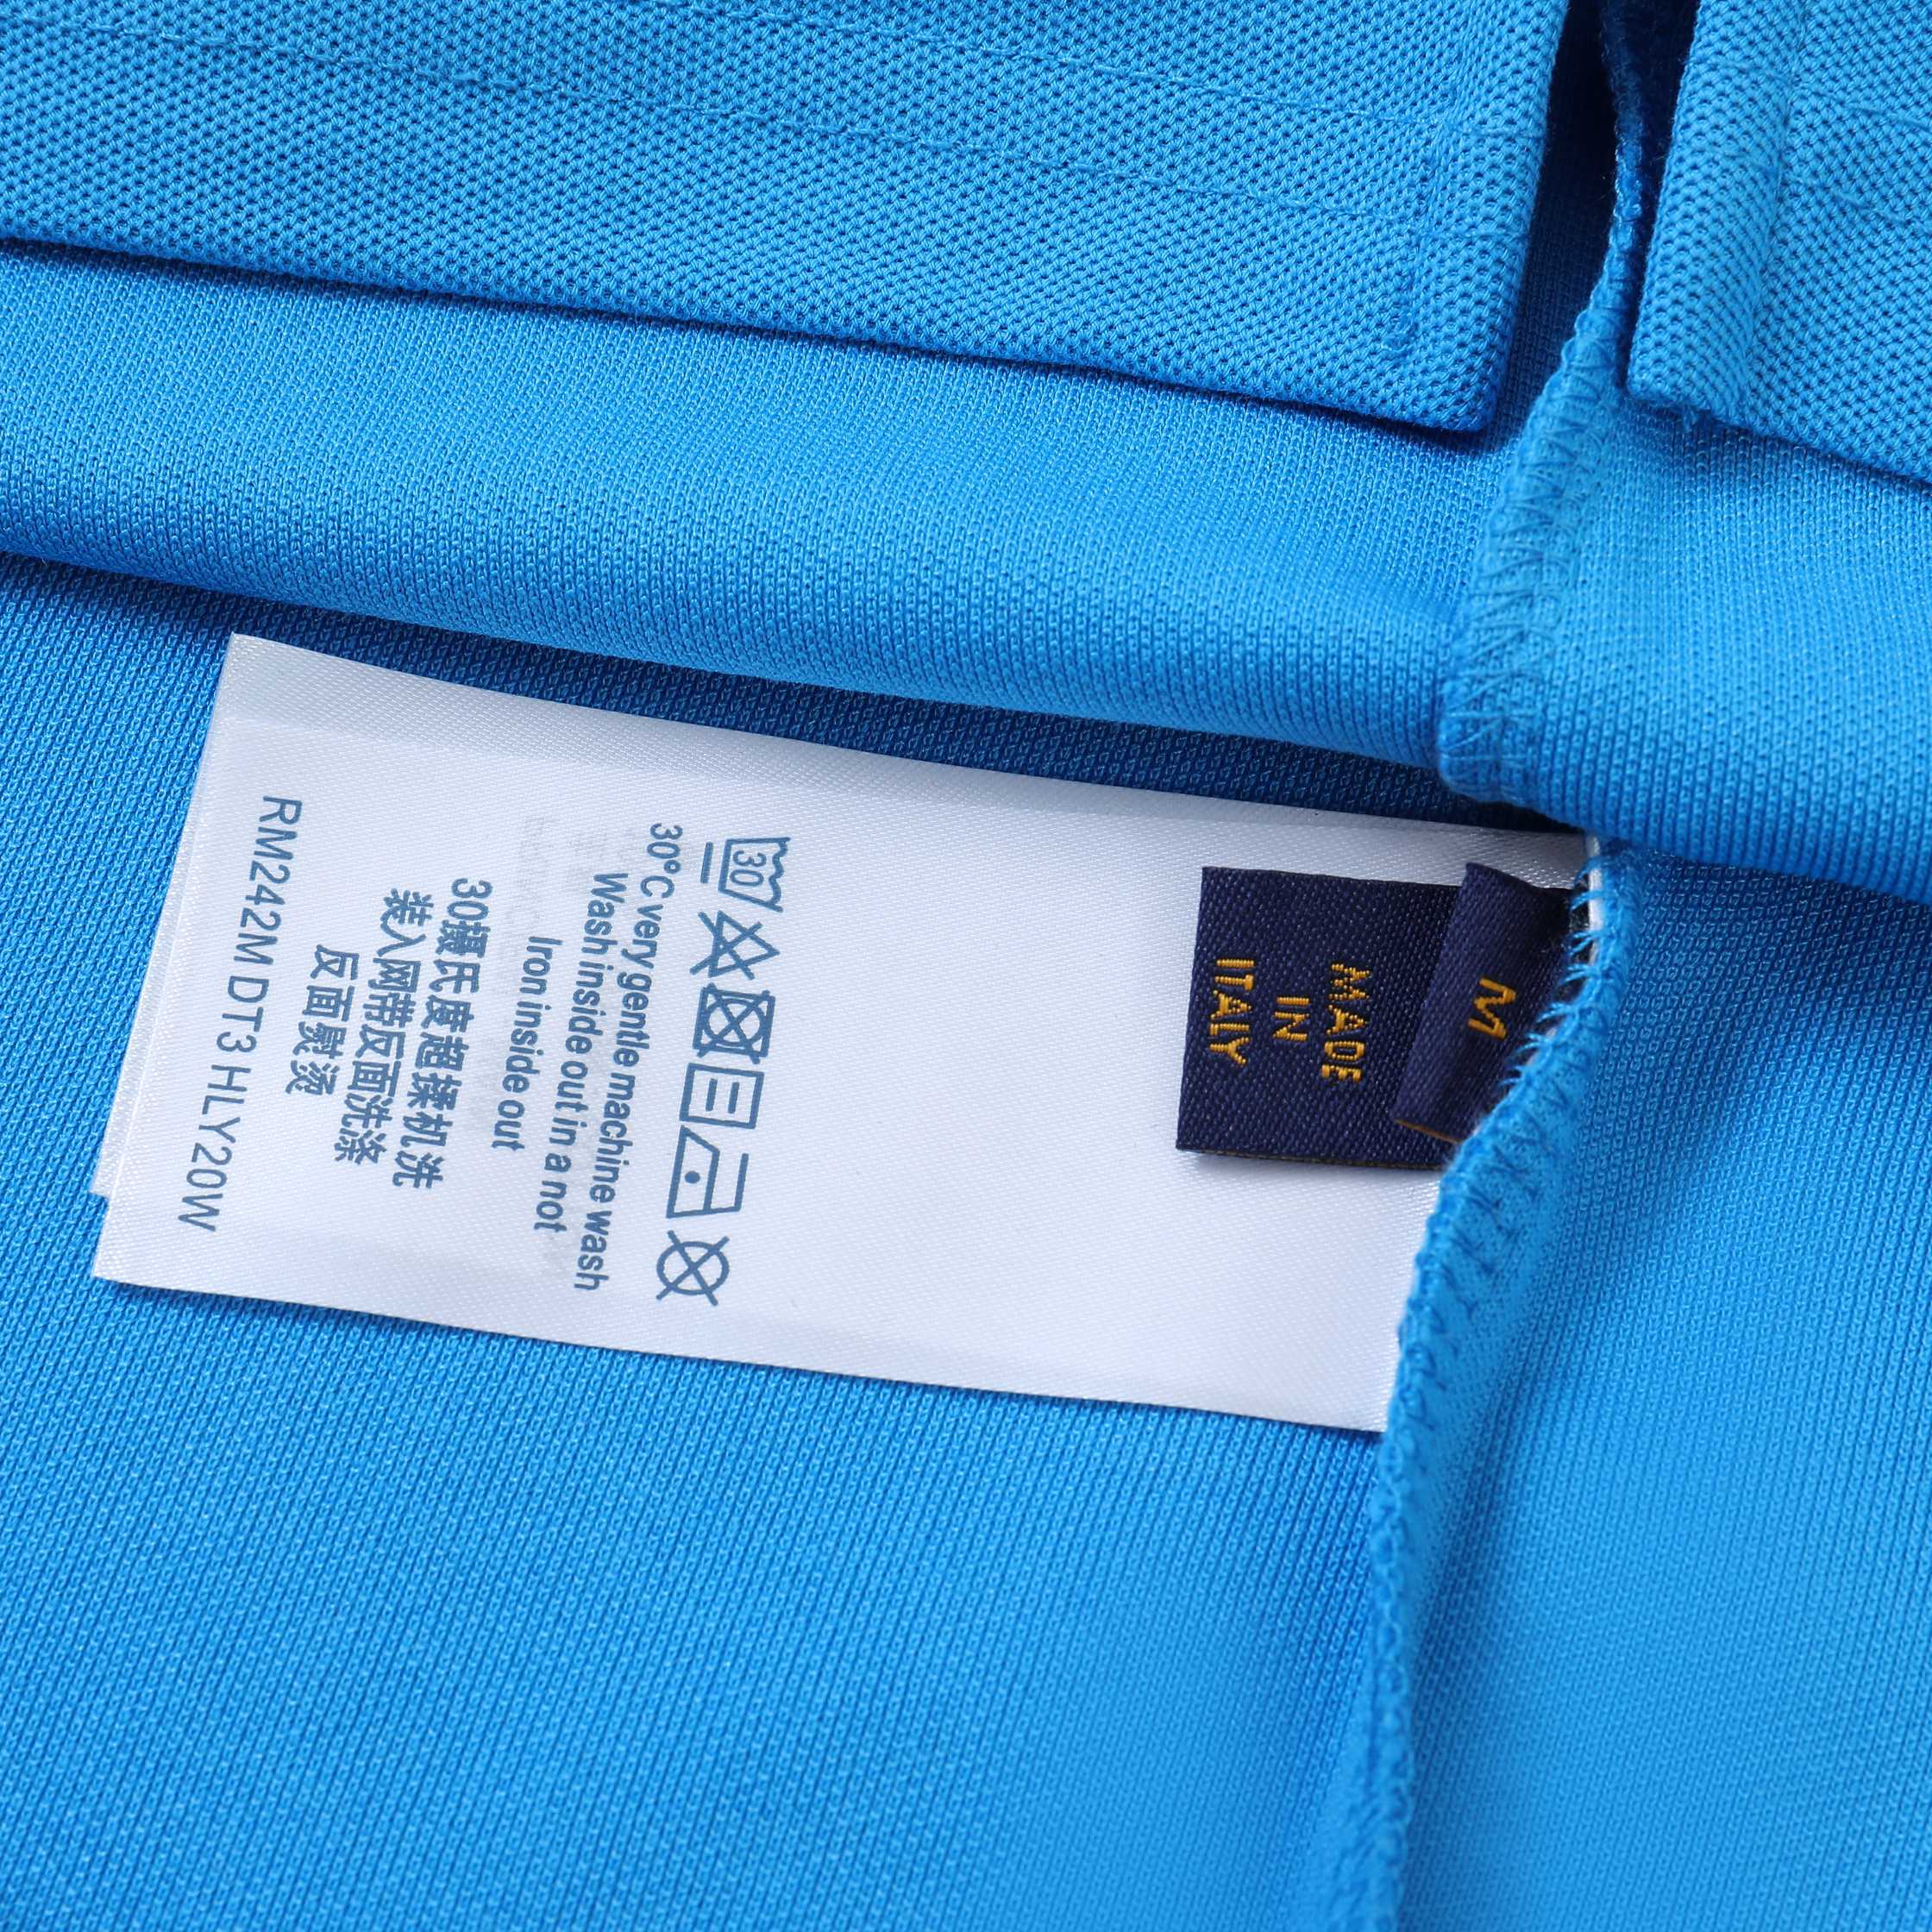 M
MADE
IN
ITALY
30
30°C very gentle machine wash
Wash inside out in a not
Iron inside out
30摄氏度超揉机洗
装入网带反面洗涤
反面熨烫
RM242M DT3 HLY20W